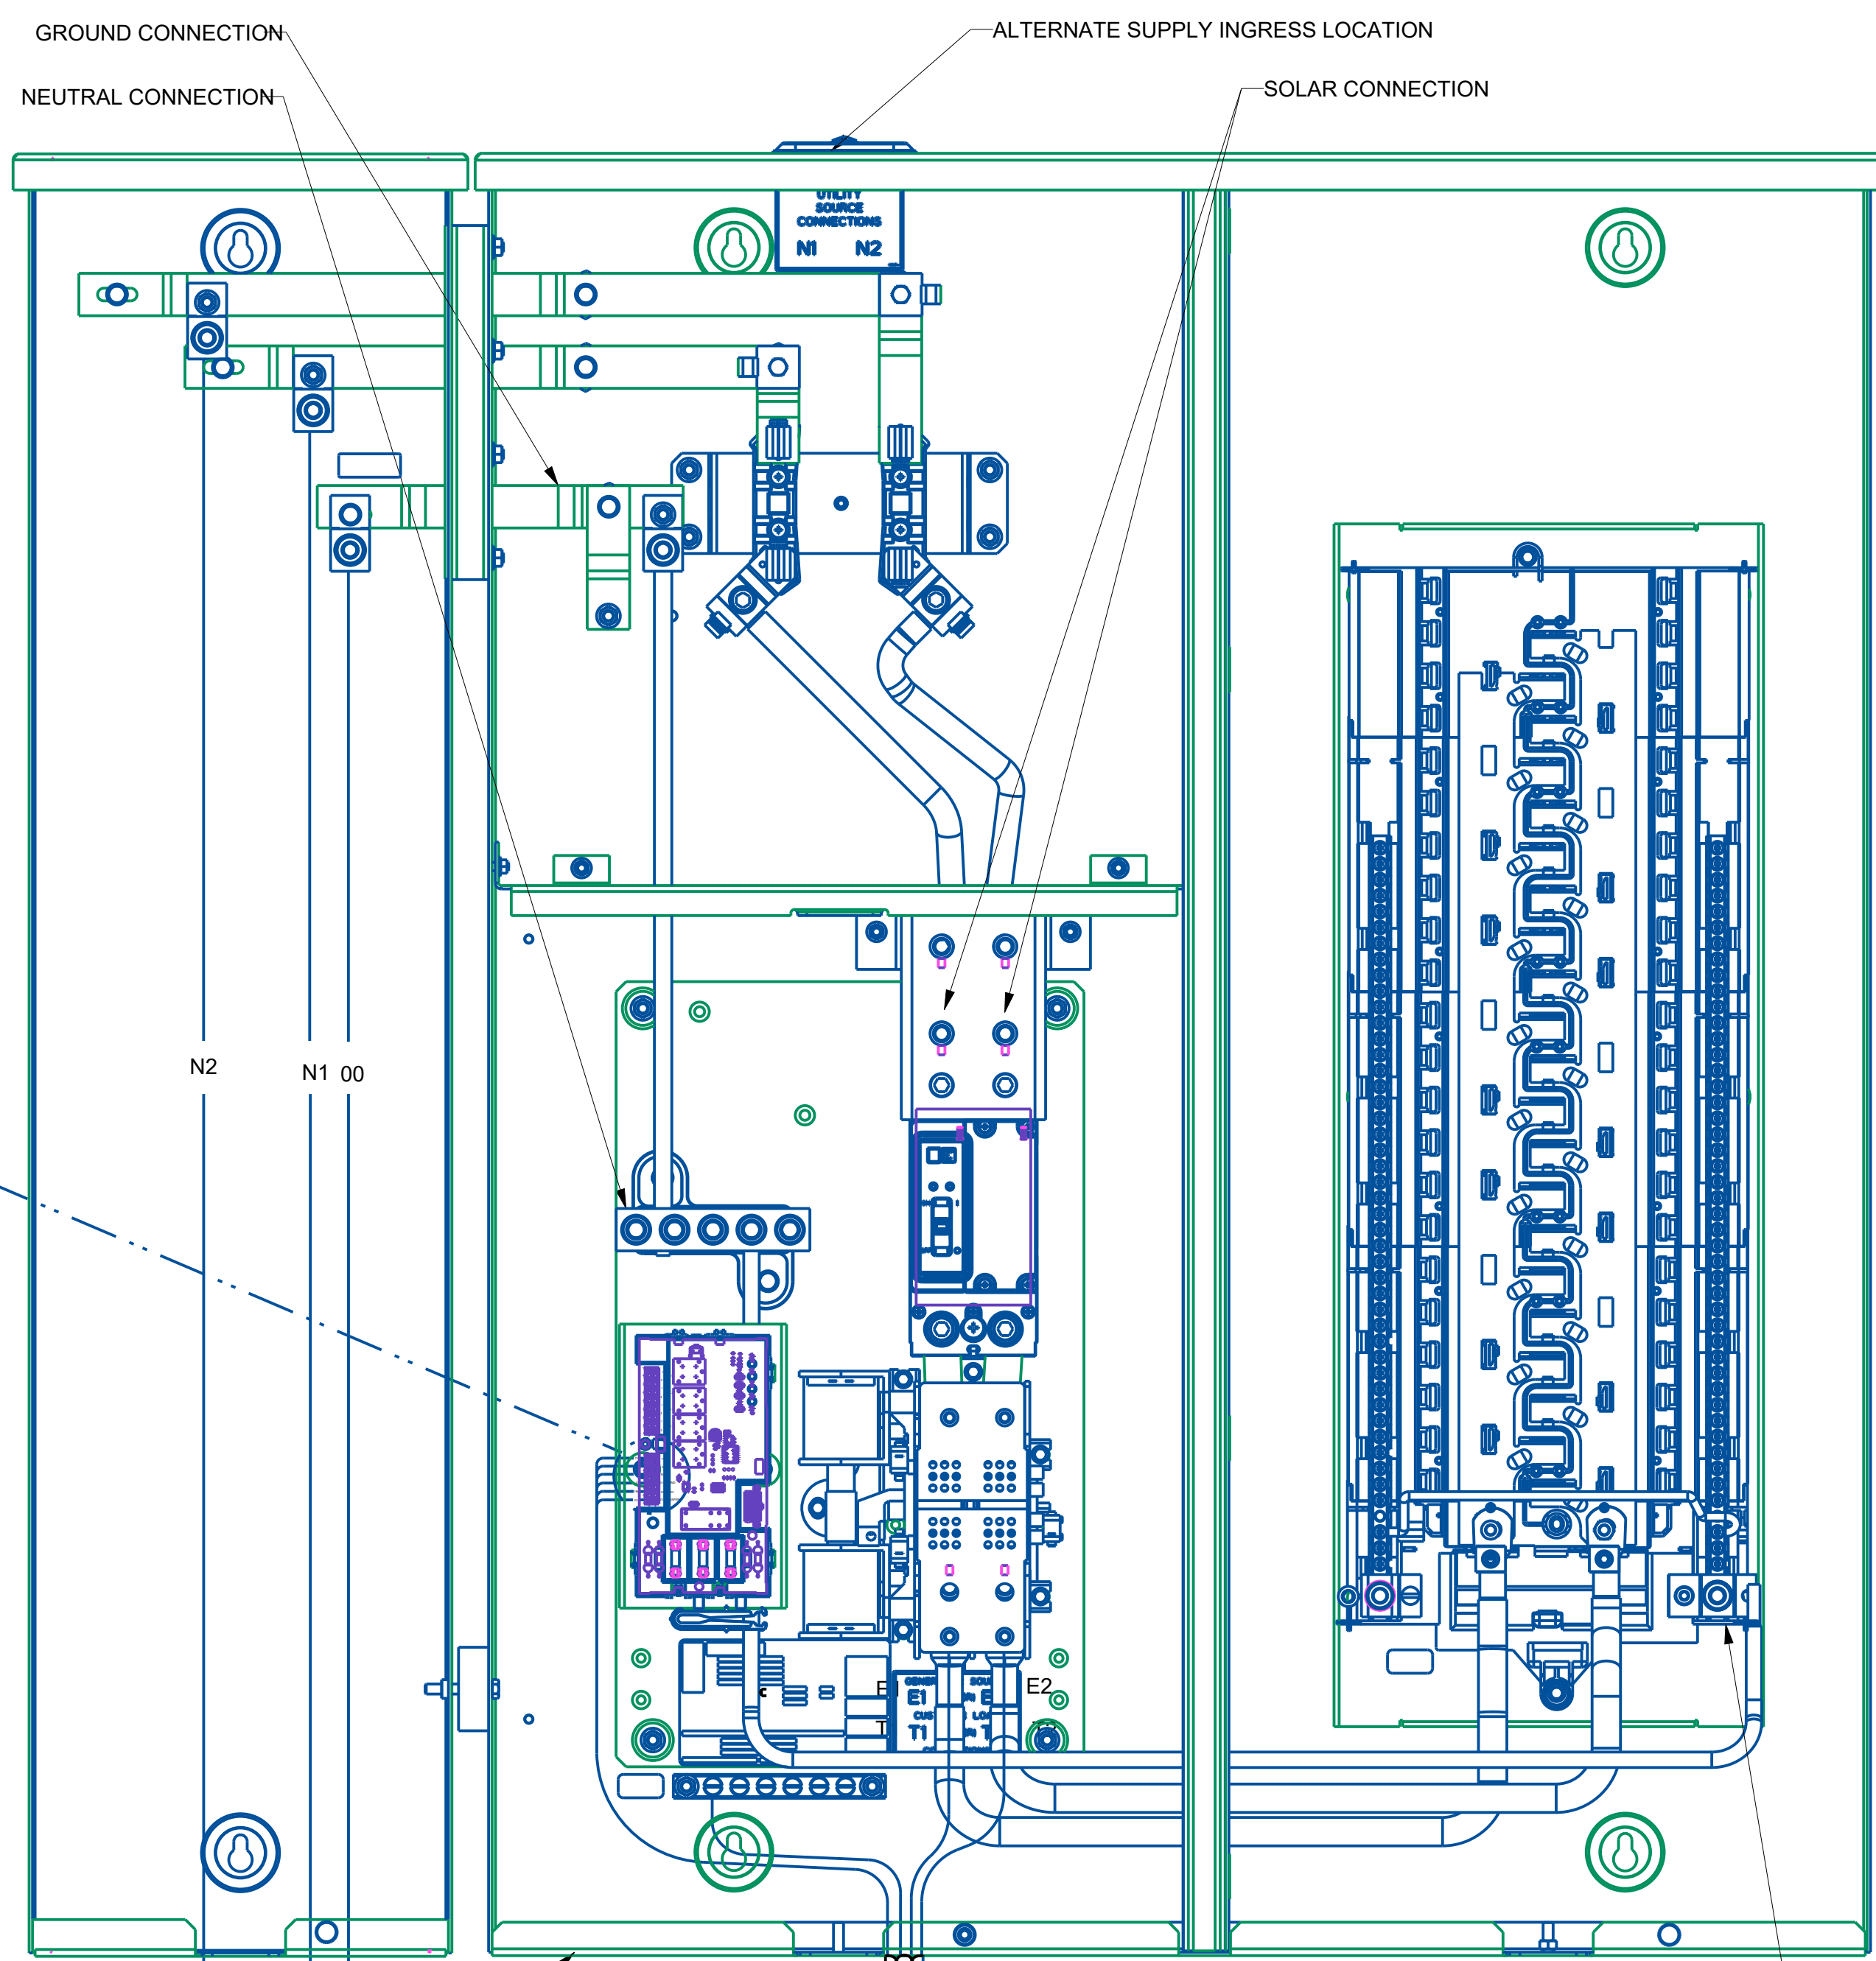 GROUND CONNECTION
ALTERNATE SUPPLY INGRESS LOCATION
NEUTRAL CONNECTION
SOLAR CONNECTION
UTILITY
SOURCE
CONNECTIONS
N1 N2
N2
N1 00
E2
E1
T1